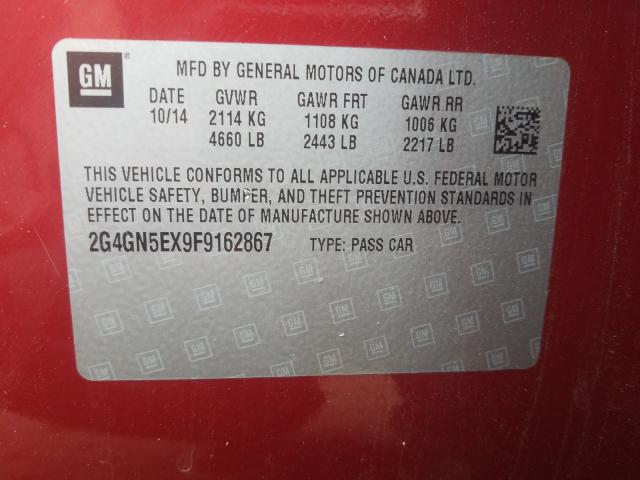 GM ®
MFD BY GENERAL MOTORS OF CANADA LTD.
DATE GVWR GAWR FRT GAWR RR
10/14 2114 KG 1108 KG 1006 KG
4660 LB 2443 LB 2217 LB
THIS VEHICLE CONFORMS TO ALL APPLICABLE U.S. FEDERAL MOTOR
VEHICLE SAFETY, BUMPER, AND THEFT PREVENTION STANDARDS IN
EFFECT ON THE DATE OF MANUFACTURE SHOWN ABOVE.
2G4GN5EX9F9162867 TYPE: PASS CAR